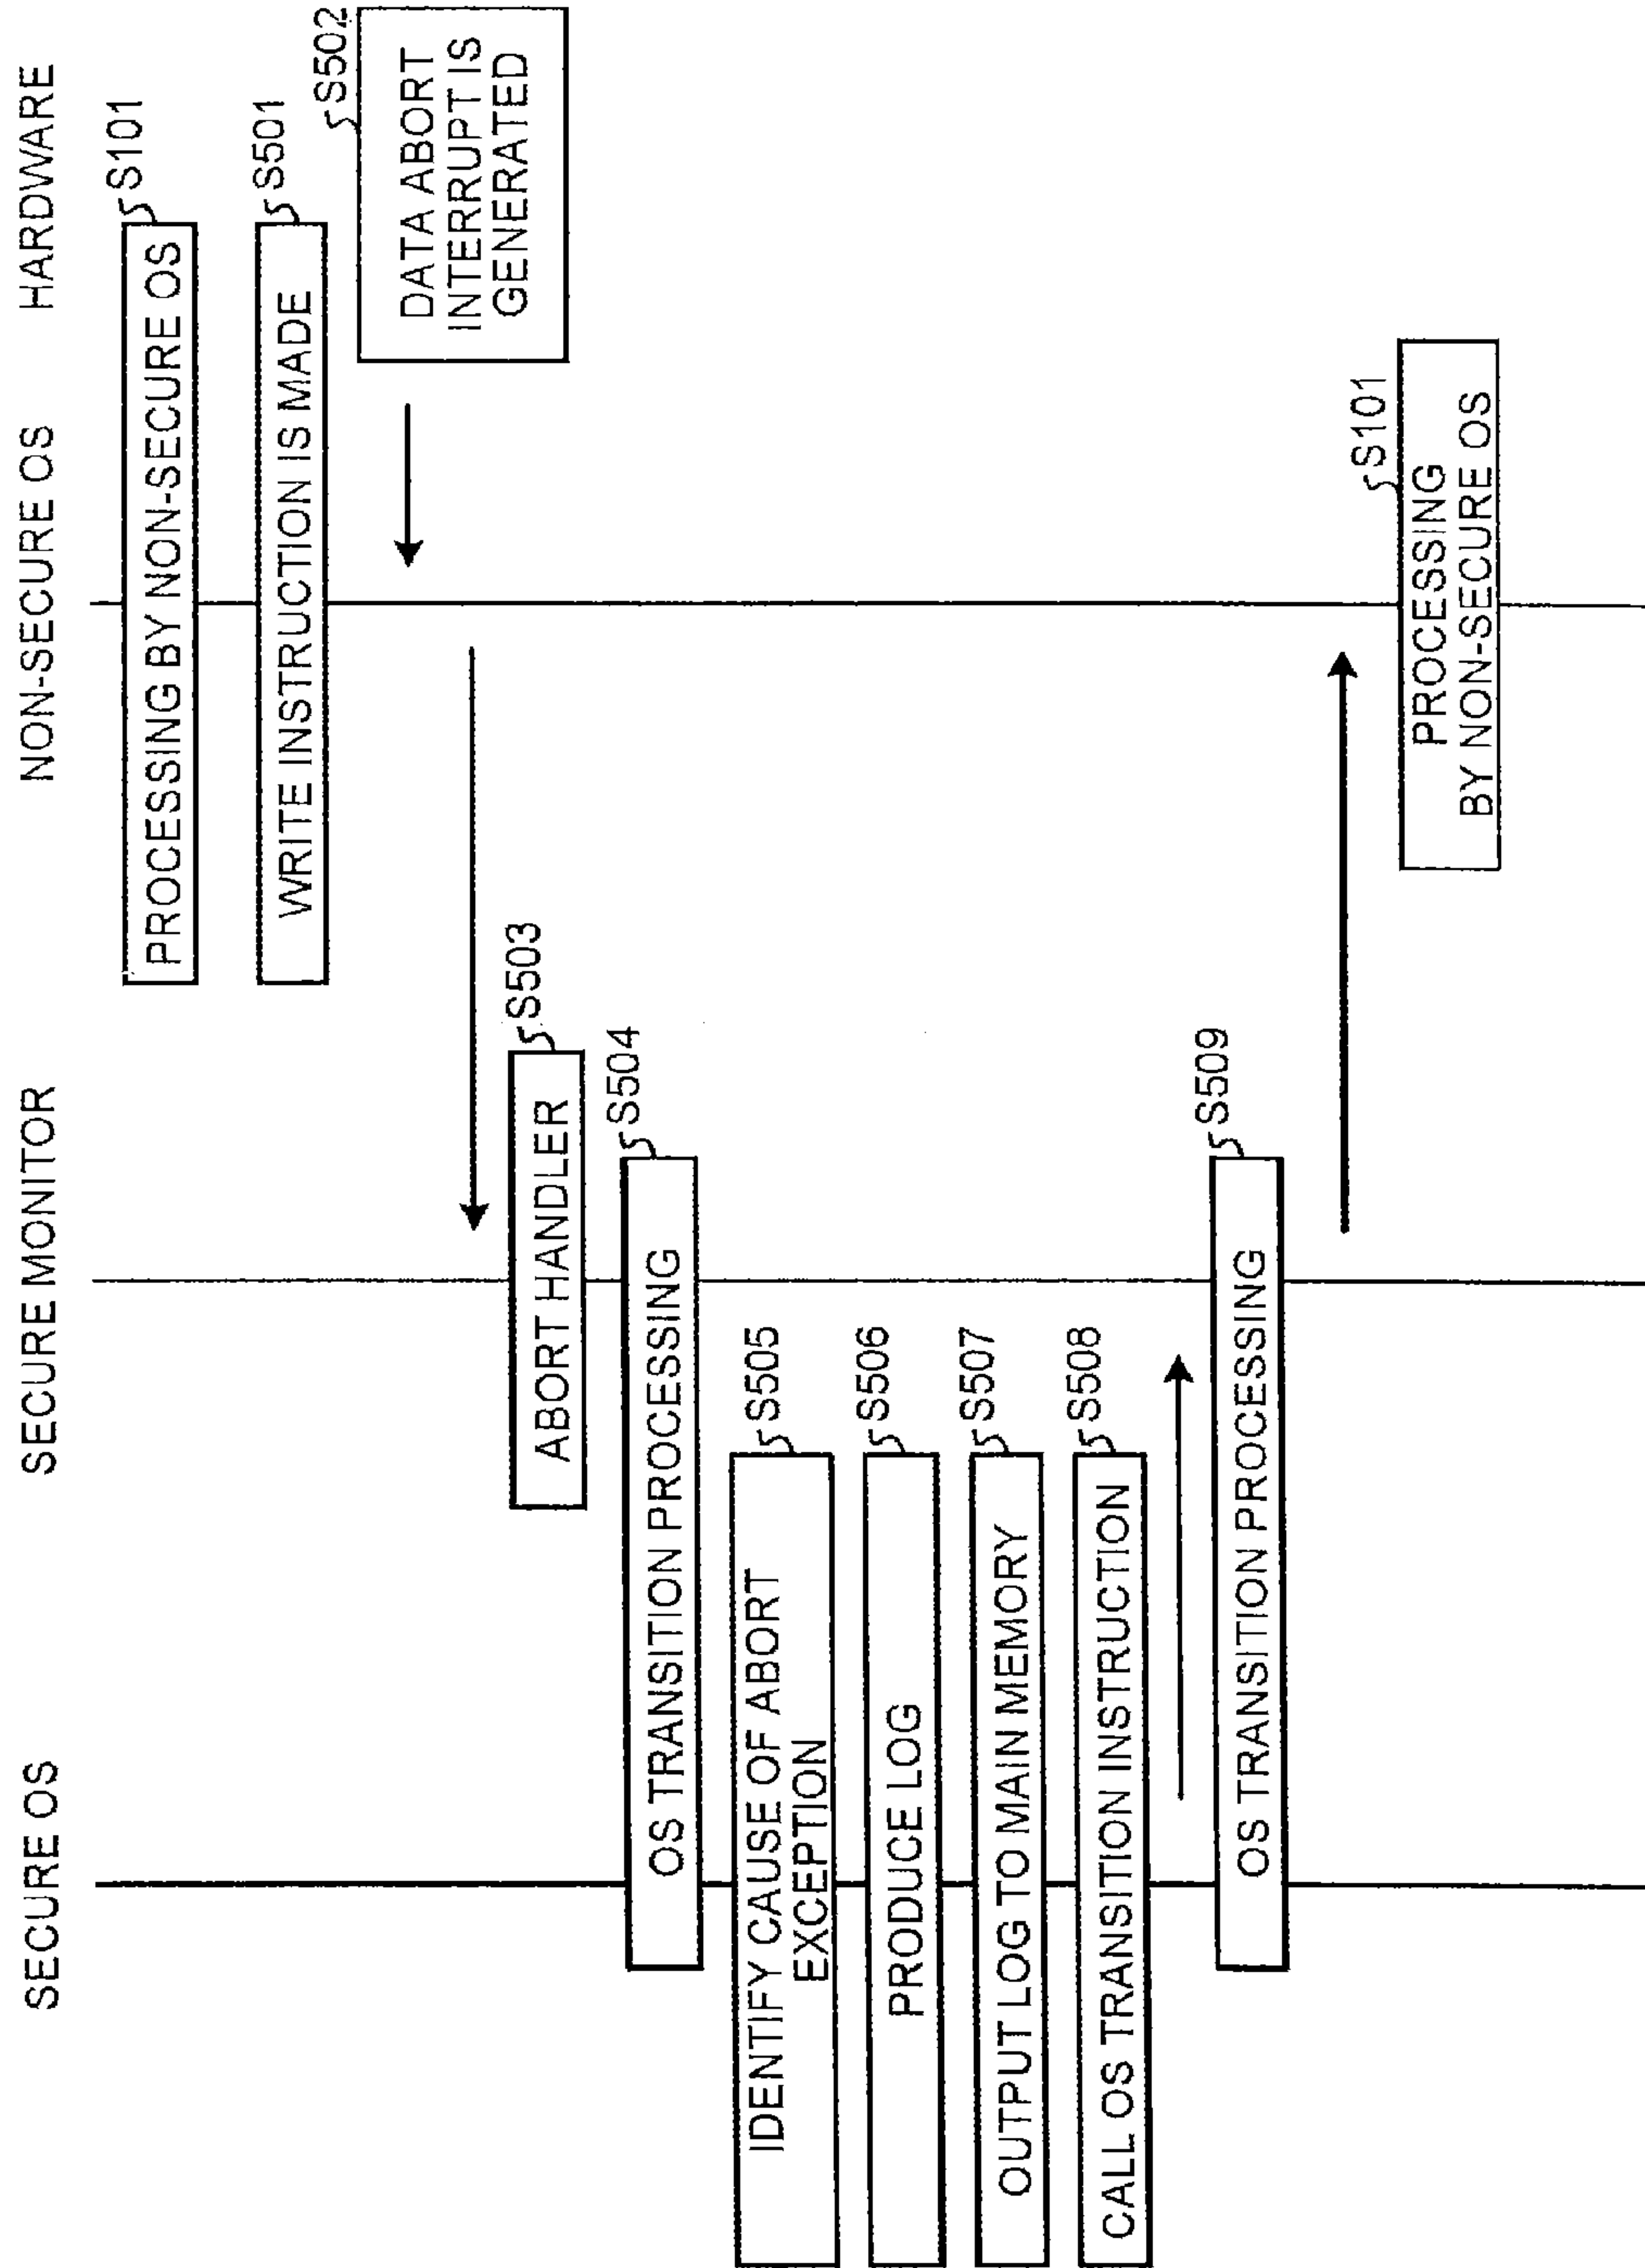 SECURE OS
SECURE MONITOR
NON-SECURE OS
HARDWARE
PROCESSING BY NON-SECURE OS
S101
WRITE INSTRUCTION IS MADE
S501
DATA ABORT
INTERRUPT IS
GENERATED
S502
ABORT HANDLER
S503
OS TRANSITION PROCESSING
S504
IDENTIFY CAUSE OF ABORT
EXCEPTION
S505
PRODUCE LOG
S506
OUTPUT LOG TO MAIN MEMORY
S507
CALL OS TRANSITION INSTRUCTION
S508
OS TRANSITION PROCESSING
S509
PROCESSING
BY NON-SECURE OS
S101